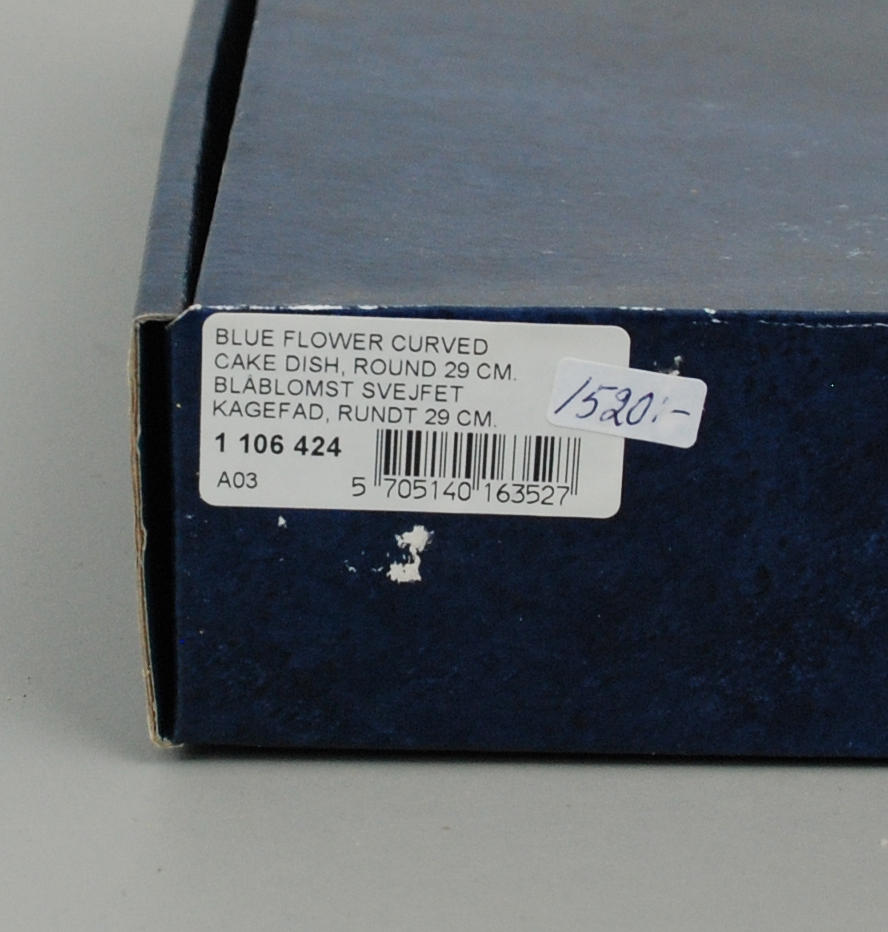 BLUE FLOWER CURVED
CAKE DISH, ROUND 29 CM.
BLÅBLOMST SVEJFET
KAGEFAD, RUNDT 29 CM.
1 106 424
A03
5 705140 163527
1520,-